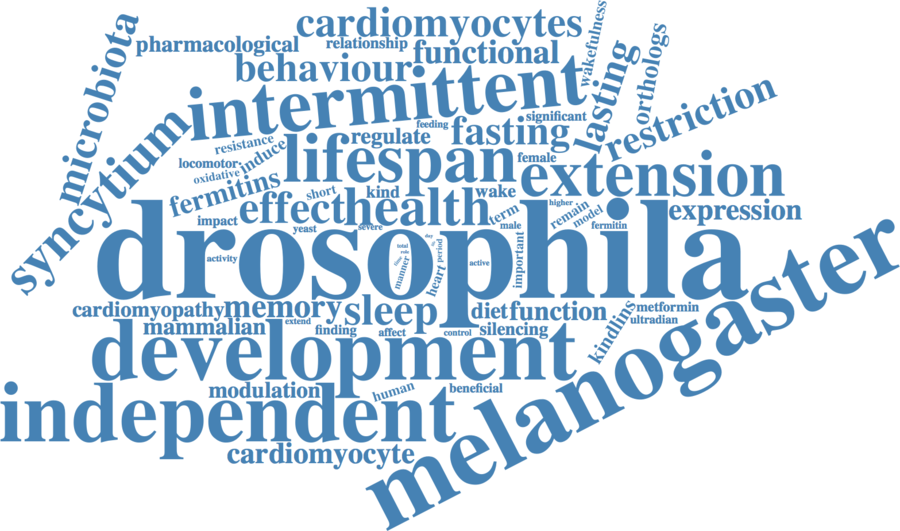 cardiomyocytes
pharmacological
relationship
functional
wakefulness
microbiota
behaviour
lasting
orthologs
intermittent
significant
restriction
feeding
syncytium
resistance
regulate
fasting
induce
locomotor
oxidative
lifespan
female
extension
fermitins
short
kind
wake
effect
health
term
higher
remain
model
expression
impact
yeast
severe
male
fermitin
drosophila
activity
total
role
manner
day
period
heart
active
important
melanogaster
cardiomyopathy
memory
sleep
diet
function
kindlins
metformin
ultradian
mammalian
extend
finding
affect
control
silencing
development
modulation
human
beneficial
independent
cardiomyocyte